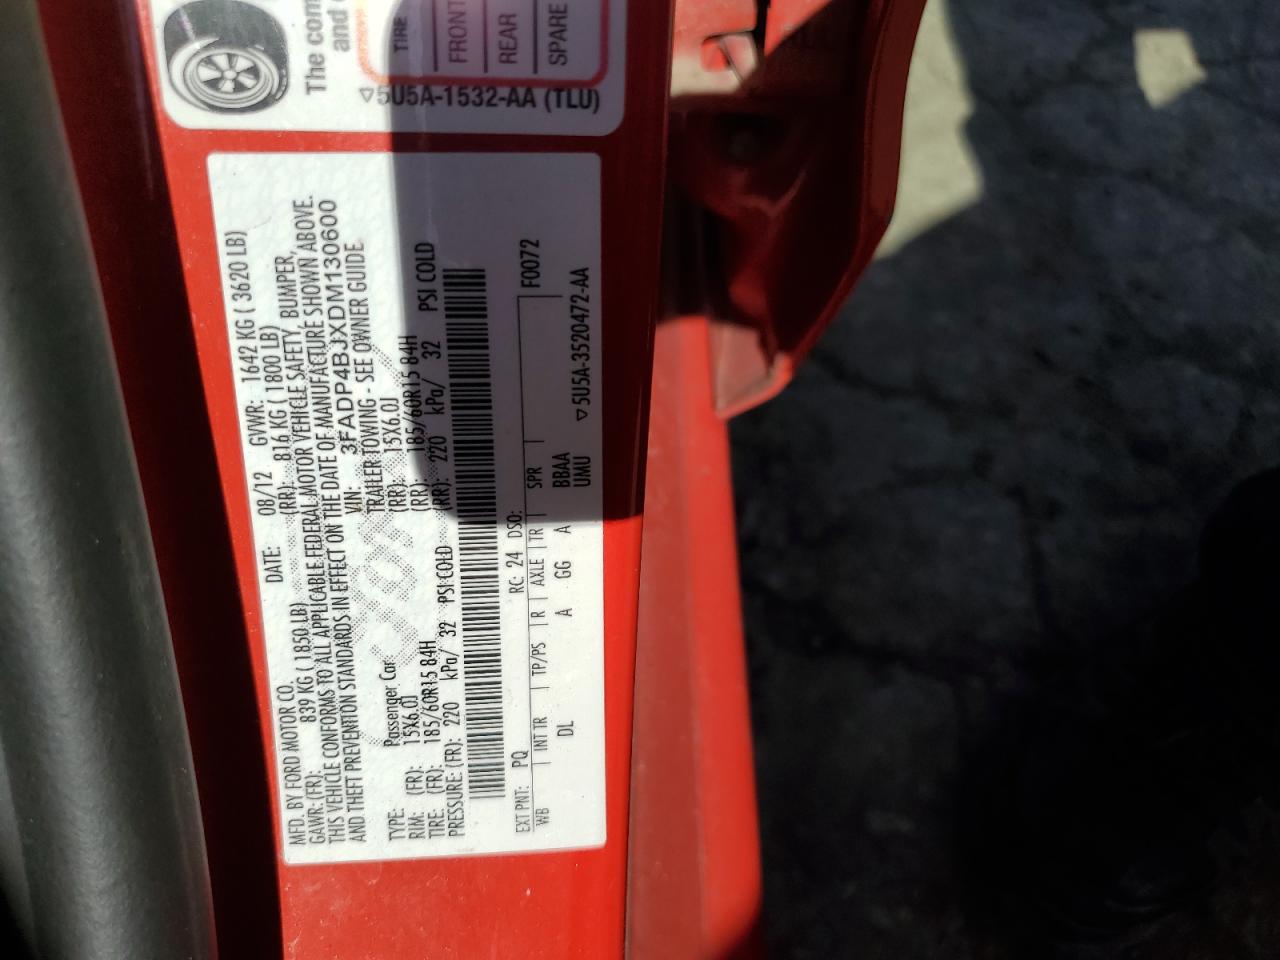 The com
and c
TIRE
FRONT
REAR
SPARE
▽5U5A-1532-AA (TLU)
MFD. BY FORD MOTOR CO. DATE: 08/12 GVWR: 1642 KG ( 3620 LB)
GAWR: (FR): 839 KG ( 1850 LB) (RR): 816 KG ( 1800 LB)
THIS VEHICLE CONFORMS TO ALL APPLICABLE FEDERAL MOTOR VEHICLE SAFETY, BUMPER,
AND THEFT PREVENTION STANDARDS IN EFFECT ON THE DATE OF MANUFACTURE SHOWN ABOVE.
VIN: 3FADP4BJXDM130600
TYPE: Passenger Car TRAILER TOWING - SEE OWNER GUIDE
RIM: (FR): 15X6.0J (RR): 15X6.0J
TIRE: (FR): 185/60R15 84H (RR): 185/60R15 84H
PRESSURE: (FR): 220 kPa/ 32 PSI COLD (RR): 220 kPa/ 32 PSI COLD
EXT PNT: PQ RC: 24 DSO: F0072
WB INT TR TP/PS R AXLE TR SPR
DL A GG A BBAA
UMU ▽5U5A-3520472-AA